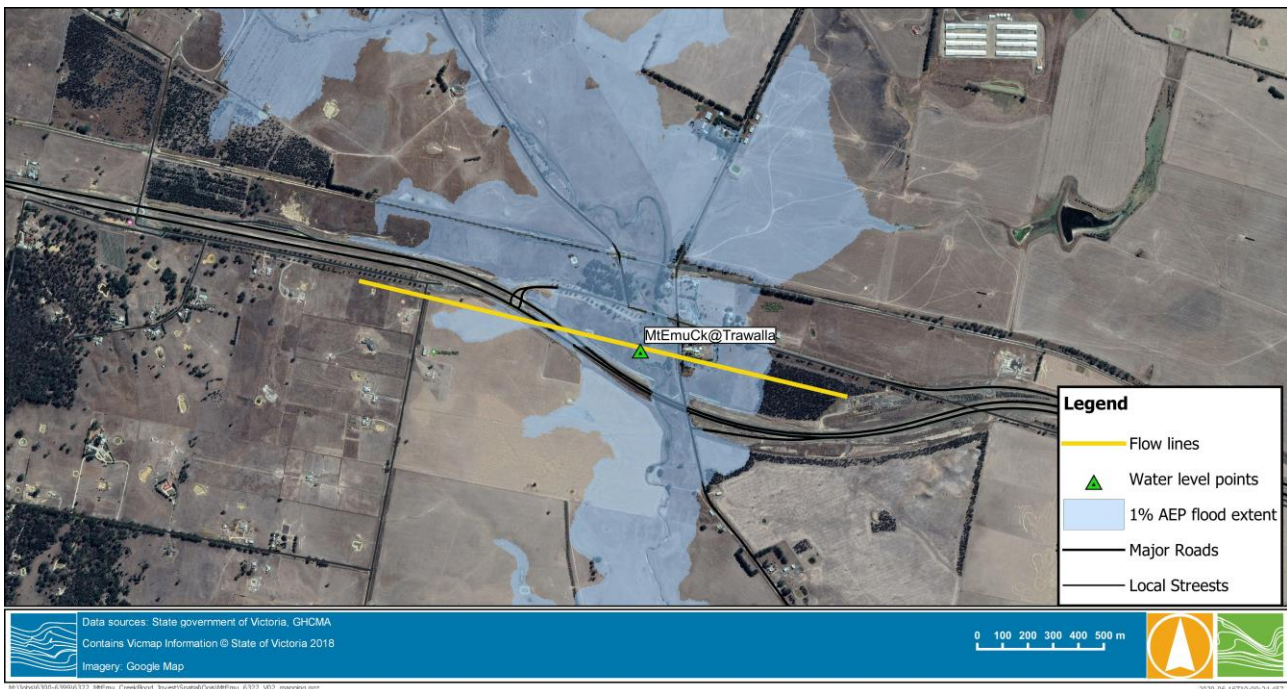 MtEmuCk@Trawalla
Legend
Flow lines
Water level points
1% AEP flood extent
Major Roads
Local Streests
Data sources: State government of Victoria, GHCMA
Contains Vicmap Information © State of Victoria 2018
Imagery: Google Map
0 100 200 300 400 500 m